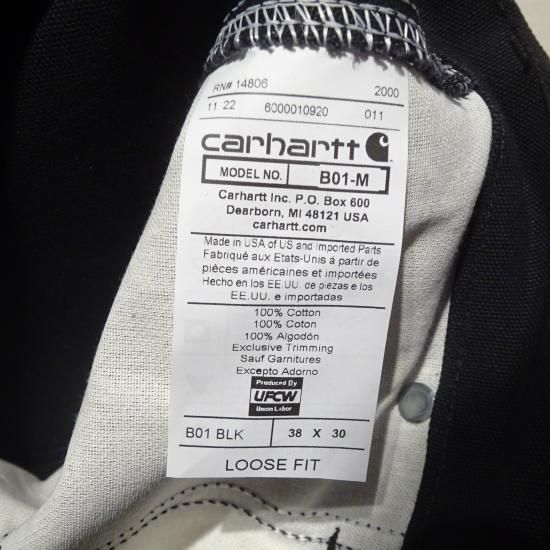 RN# 14806 2000
11 22 6000010920 011
carhartt
MODEL NO. B01-M
Carhartt Inc. P.O. Box 600
Dearborn, MI 48121 USA
carhartt.com
Made in USA of US and Imported Parts
Fabriqué aux Etats-Unis à partir de
pièces américaines et importées
Hecho en los EE.UU. de piezas e los
EE.UU. e importadas
100% Cotton
100% Coton
100% Algodón
Exclusive Trimming
Sauf Garnitures
Excepto Adorno
Produced By
UFCW
Union Labor
B01 BLK 38 X 30
LOOSE FIT